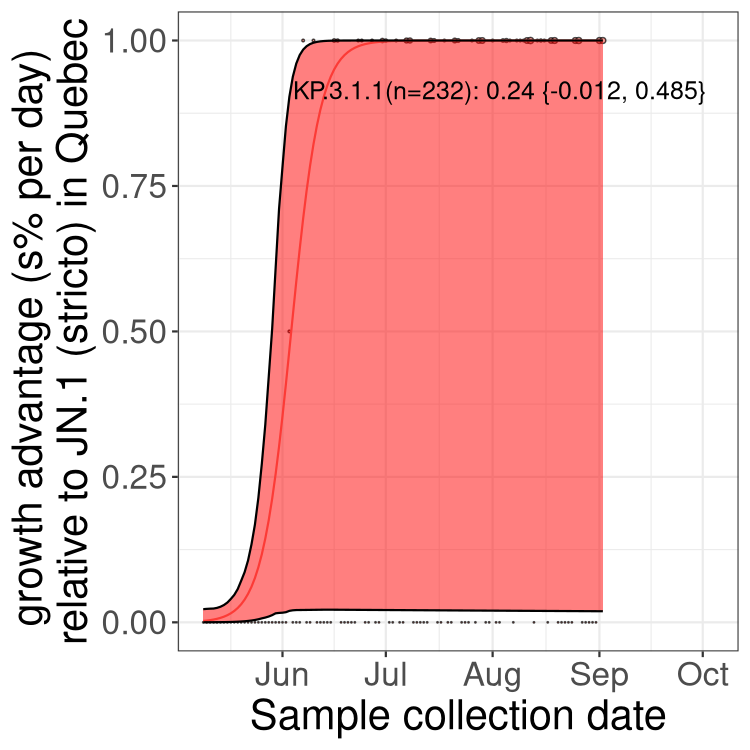 growth advantage (s% per day)
relative to JN.1 (stricto) in Quebec
1.00
0.75
0.50
0.25
0.00
KP.3.1.1(n=232): 0.24 {-0.012, 0.485}
Jun Jul Aug Sep Oct
Sample collection date